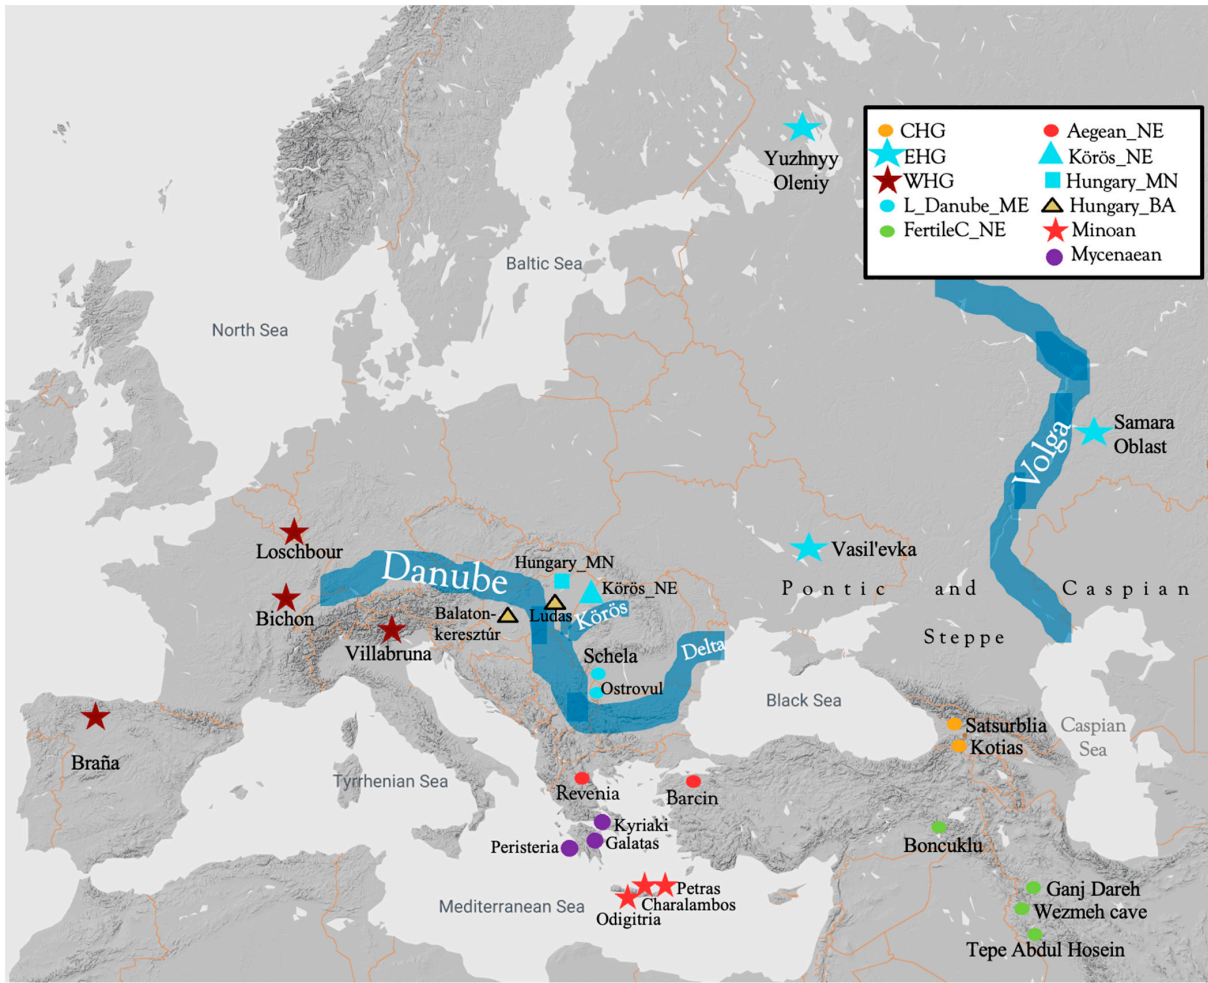 Yuzhnyy
Oleniy
CHG
EHG
WHG
L_Danube_ME
FertileC_NE
Aegean_NE
Körös_NE
Hungary_MN
Hungary_BA
Minoan
Mycenaean
Baltic Sea
North Sea
Volga
Samara
Oblast
Loschbour
Bichon
Villabruna
Braña
Danube
Hungary_MN
Körös_NE
Balaton-
keresztúr
Ludas
Körös
Vasil'evka
Pontic and Caspian
Steppe
Schela
Ostrovul
Delta
Black Sea
Satsurblia
Kotias
Caspian
Sea
Tyrrhenian Sea
Revenia
Barcin
Kyriaki
Galatas
Peristeria
Boncuklu
Petras
Charalambos
Odigitria
Mediterranean Sea
Ganj Dareh
Wezmeh cave
Tepe Abdul Hosein